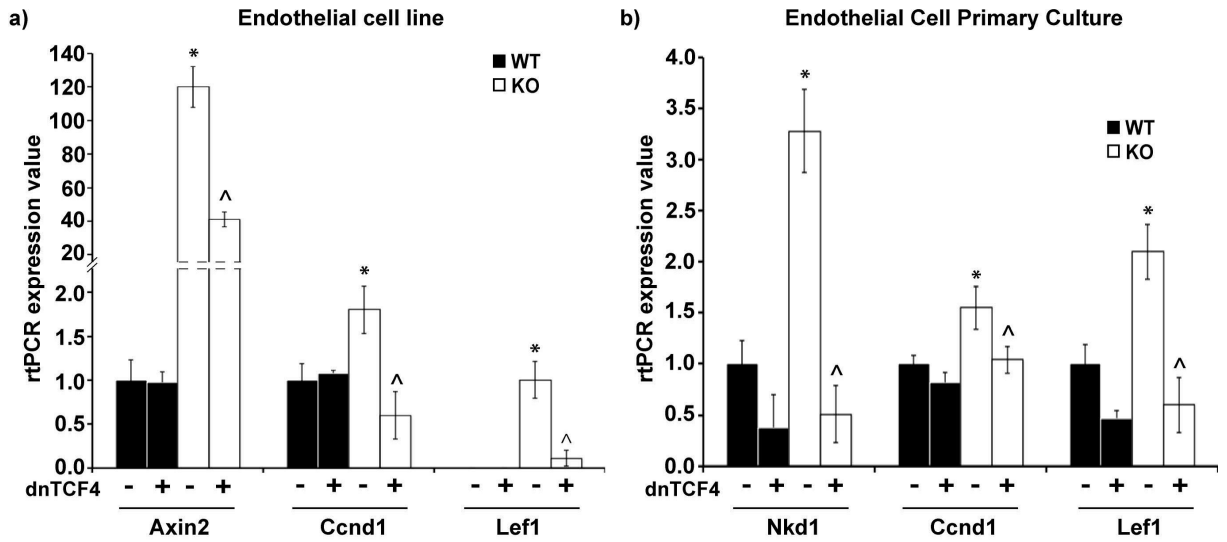 a) Endothelial cell line
rtPCR expression value
140
120
100
80
60
40
20
2.0
1.5
1.0
0.5
0.0
* ^ * ^ * ^
WT
KO
dnTCF4 - + - + - + - + - + - +
Axin2 Ccnd1 Lef1
b) Endothelial Cell Primary Culture
rtPCR expression value
4.0
3.5
3.0
2.5
2.0
1.5
1.0
0.5
0.0
* ^ * ^ * ^
WT
KO
dnTCF4 - + - + - + - + - + - +
Nkd1 Ccnd1 Lef1